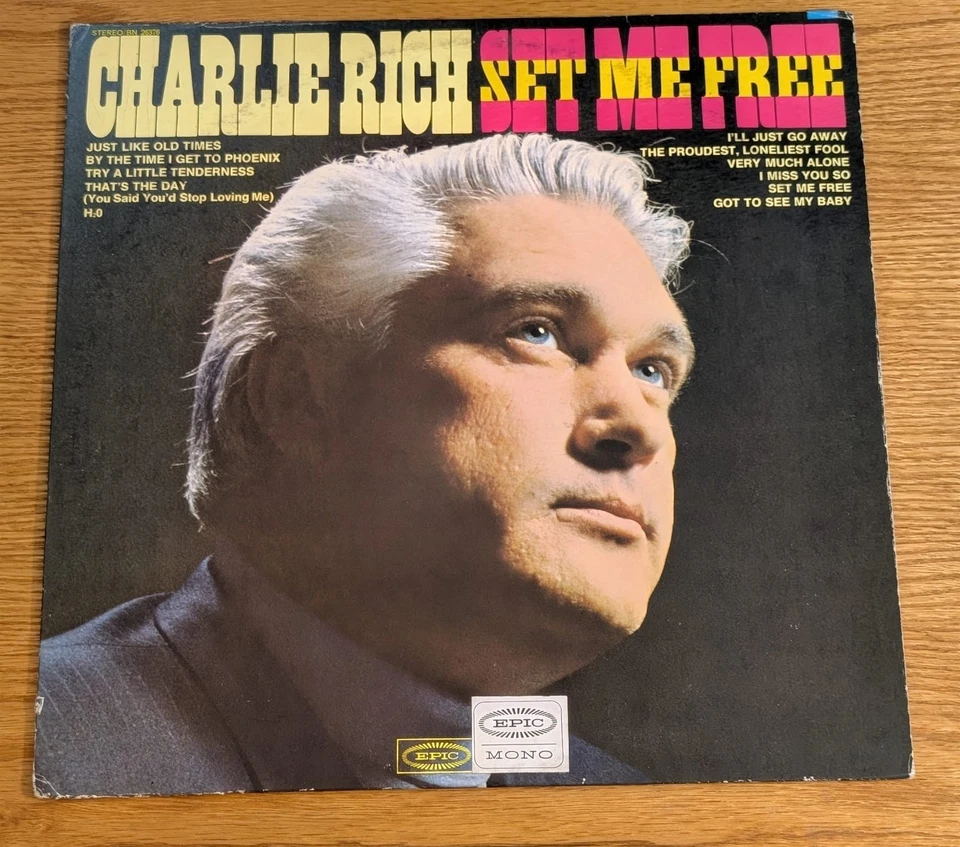 STEREO/BN 26376
CHARLIE RICH SET ME FREE
JUST LIKE OLD TIMES
BY THE TIME I GET TO PHOENIX
TRY A LITTLE TENDERNESS
THAT'S THE DAY
(You Said You'd Stop Loving Me)
H₂0
I'LL JUST GO AWAY
THE PROUDEST, LONELIEST FOOL
VERY MUCH ALONE
I MISS YOU SO
SET ME FREE
GOT TO SEE MY BABY
EPIC
EPIC
MONO